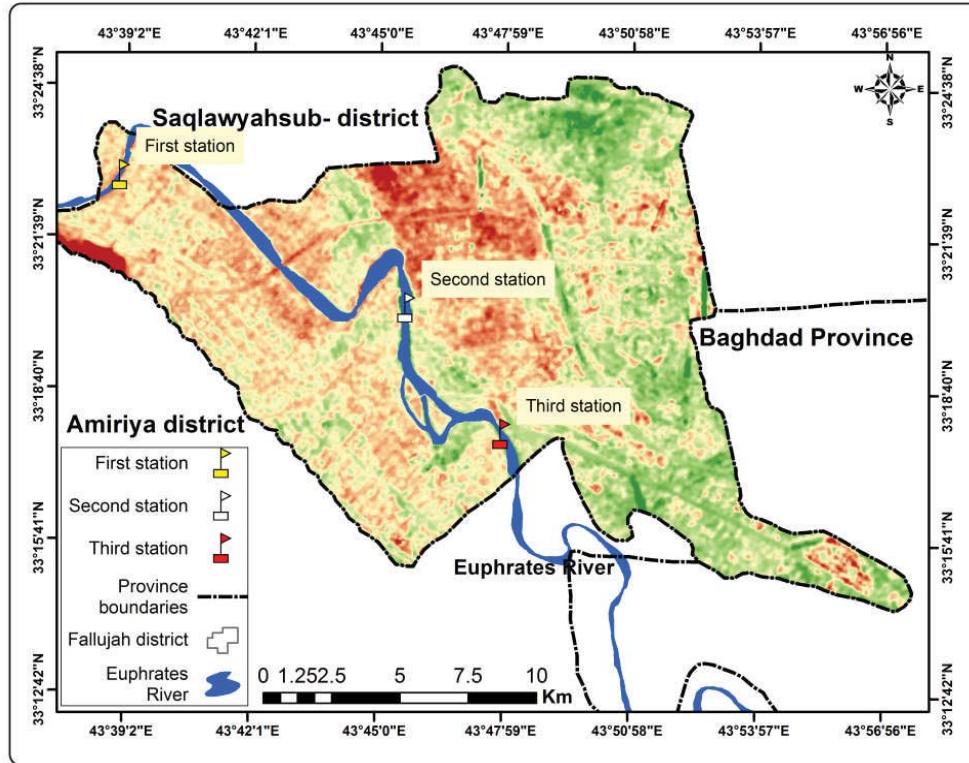 43°39'2"E 43°42'1"E 43°45'0"E 43°47'59"E 43°50'58"E 43°53'57"E 43°56'56"E
33°24'38"N
33°24'38"N
N
W E
S
Saqlawyahsub- district
First station
33°21'39"N
33°21'39"N
Second station
Baghdad Province
33°18'40"N
33°18'40"N
Third station
Amiriya district
First station
Second station
Third station
Province
boundaries
Fallujah district
Euphrates
River
33°15'41"N
33°15'41"N
Euphrates River
0 1.252.5 5 7.5 10
Km
33°12'42"N
33°12'42"N
43°39'2"E 43°42'1"E 43°45'0"E 43°47'59"E 43°50'58"E 43°53'57"E 43°56'56"E